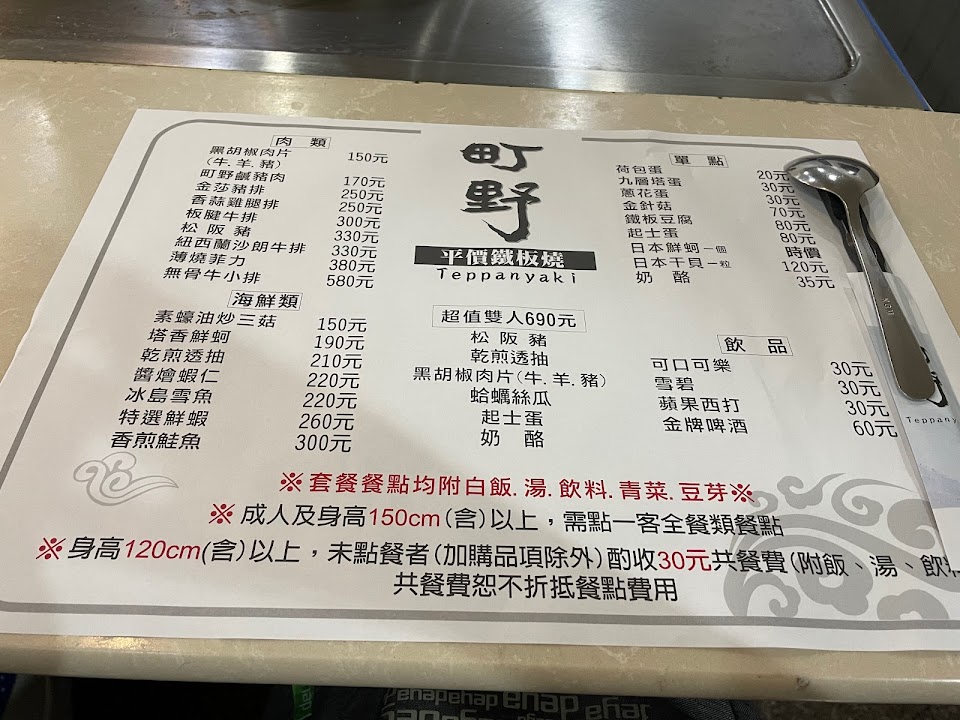 町野
平價鐵板燒
Teppanyaki
肉 類
黑胡椒肉片 150元
(牛.羊.豬)
町野鹹豬肉 170元
金莎豬排 250元
香蒜雞腿排 250元
板腱牛排 300元
松 阪 豬 330元
紐西蘭沙朗牛排 330元
薄燒菲力 380元
無骨牛小排 580元
海鮮類
素蠔油炒三菇 150元
塔香鮮蚵 190元
乾煎透抽 210元
醬燴蝦仁 220元
冰島雪魚 220元
特選鮮蝦 260元
香煎鮭魚 300元
超值雙人690元
松 阪 豬
乾煎透抽
黑胡椒肉片(牛.羊.豬)
蛤蠣絲瓜
起士蛋
奶 酪
單 點
荷包蛋 20元
九層塔蛋 30元
蔥花蛋 30元
金針菇 70元
鐵板豆腐 80元
起士蛋 80元
日本鮮蚵一個 時價
日本干貝一粒 120元
奶 酪 35元
飲 品
可口可樂 30元
雪碧 30元
蘋果西打 30元
金牌啤酒 60元
※套餐餐點均附白飯.湯.飲料.青菜.豆芽※
※ 成人及身高150cm(含)以上，需點一客全餐類餐點
※身高120cm(含)以上，未點餐者(加購品項除外)酌收30元共餐費(附飯、湯、飲料
共餐費恕不折抵餐點費用
Teppany